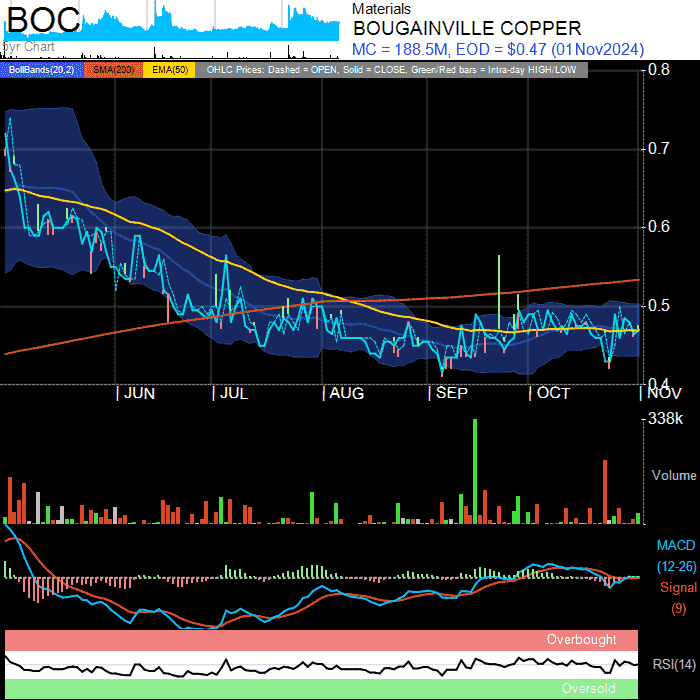 BOC
5yr Chart
Materials
BOUGAINVILLE COPPER
MC = 188.5M, EOD = $0.47 (01Nov2024)
BollBands(20,2) SMA(200) EMA(50) OHLC Prices: Dashed = OPEN, Solid = CLOSE, Green/Red bars = Intra-day HIGH/LOW
0.8
0.7
0.6
0.5
0.4
| JUN | JUL | AUG | SEP | OCT | NOV
338k
Volume
MACD
(12-26)
Signal
(9)
Overbought
RSI(14)
Oversold